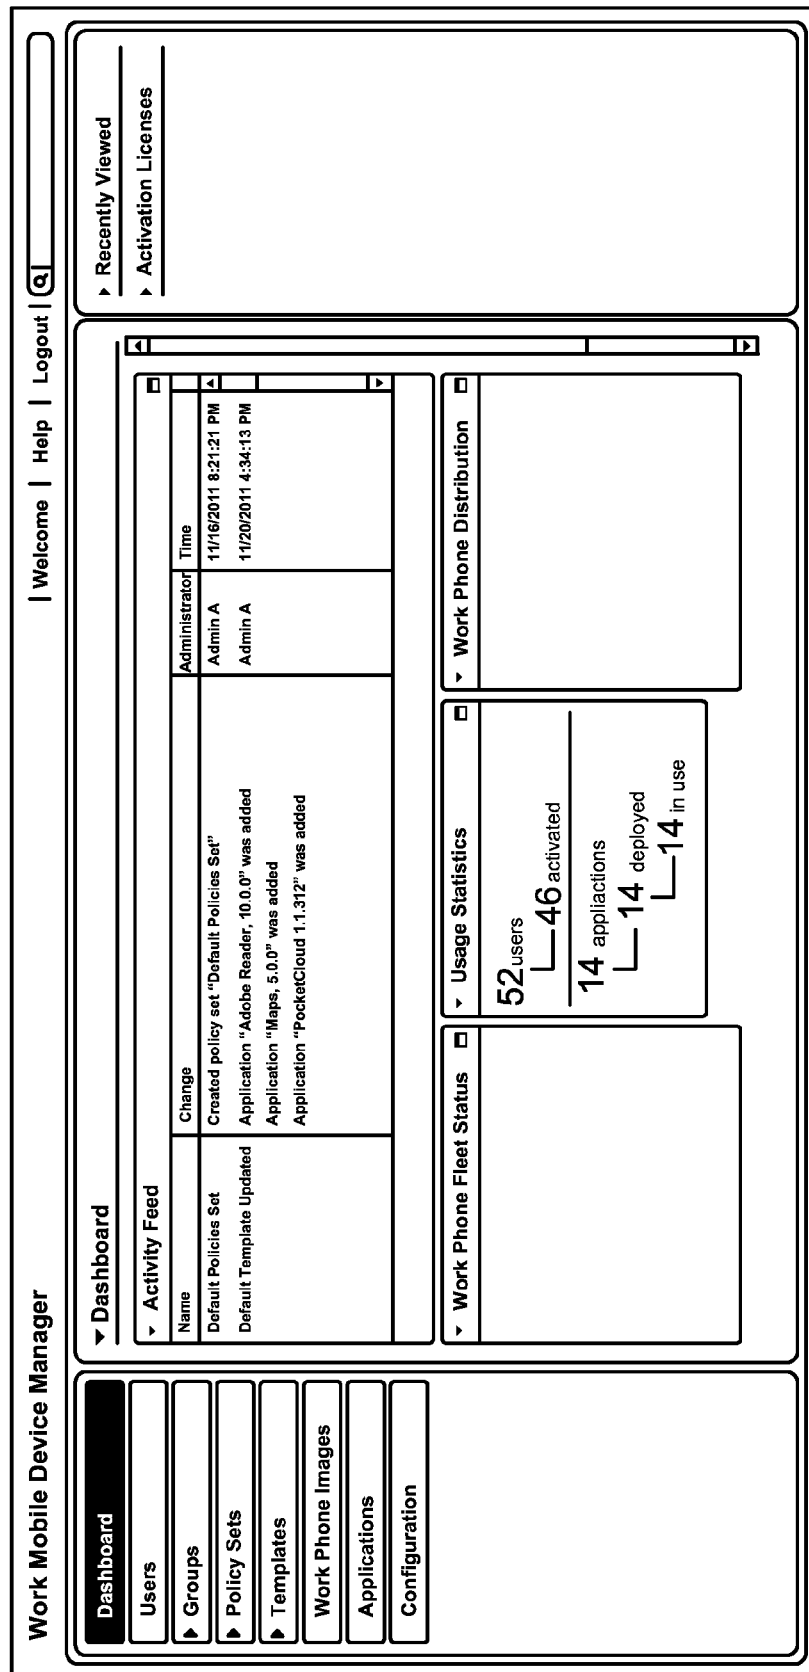 Work Mobile Device Manager
| Welcome | Help | Logout |
Dashboard
Users
Groups
Policy Sets
Templates
Work Phone Images
Applications
Configuration
Dashboard
Activity Feed
Name Change Administrator Time
Default Policies Set Created policy set “Default Policies Set” Admin A 11/16/2011 8:21:21 PM
Default Template Updated Application “Adobe Reader, 10.0.0” was added Admin A 11/20/2011 4:34:13 PM
Application “Maps, 5.0.0” was added
Application “PocketCloud 1.1.312” was added
Work Phone Fleet Status
Usage Statistics
52 users
46 activated
14 appliactions
14 deployed
14 in use
Work Phone Distribution
Recently Viewed
Activation Licenses